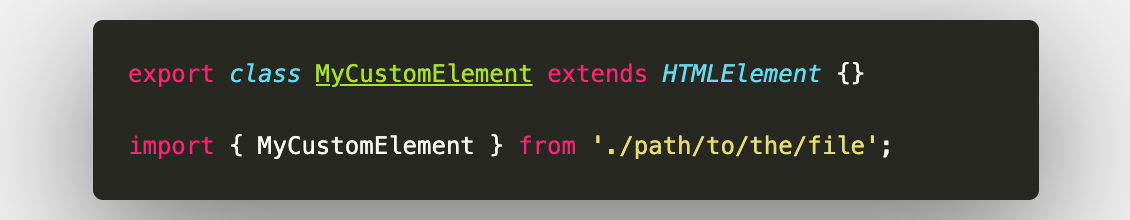 export class MyCustomElement extends HTMLElement {}
import { MyCustomElement } from './path/to/the/file';